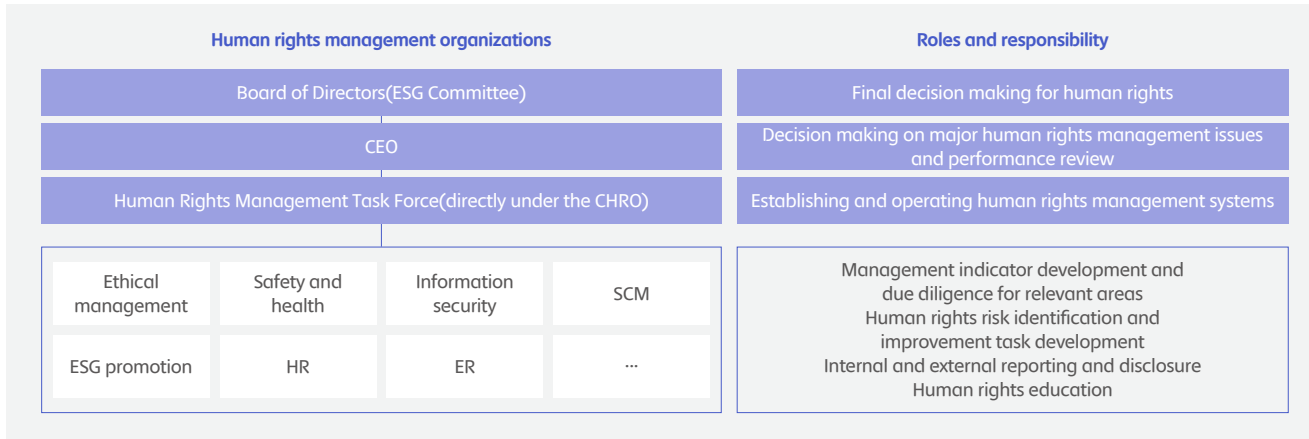 Human rights management organizations
Roles and responsibility
Board of Directors(ESG Committee)
Final decision making for human rights
CEO
Decision making on major human rights management issues
and performance review
Human Rights Management Task Force(directly under the CHRO)
Establishing and operating human rights management systems
Ethical
management
Safety and
health
Information
security
SCM
ESG promotion
HR
ER
...
Management indicator development and
due diligence for relevant areas
Human rights risk identification and
improvement task development
Internal and external reporting and disclosure
Human rights education